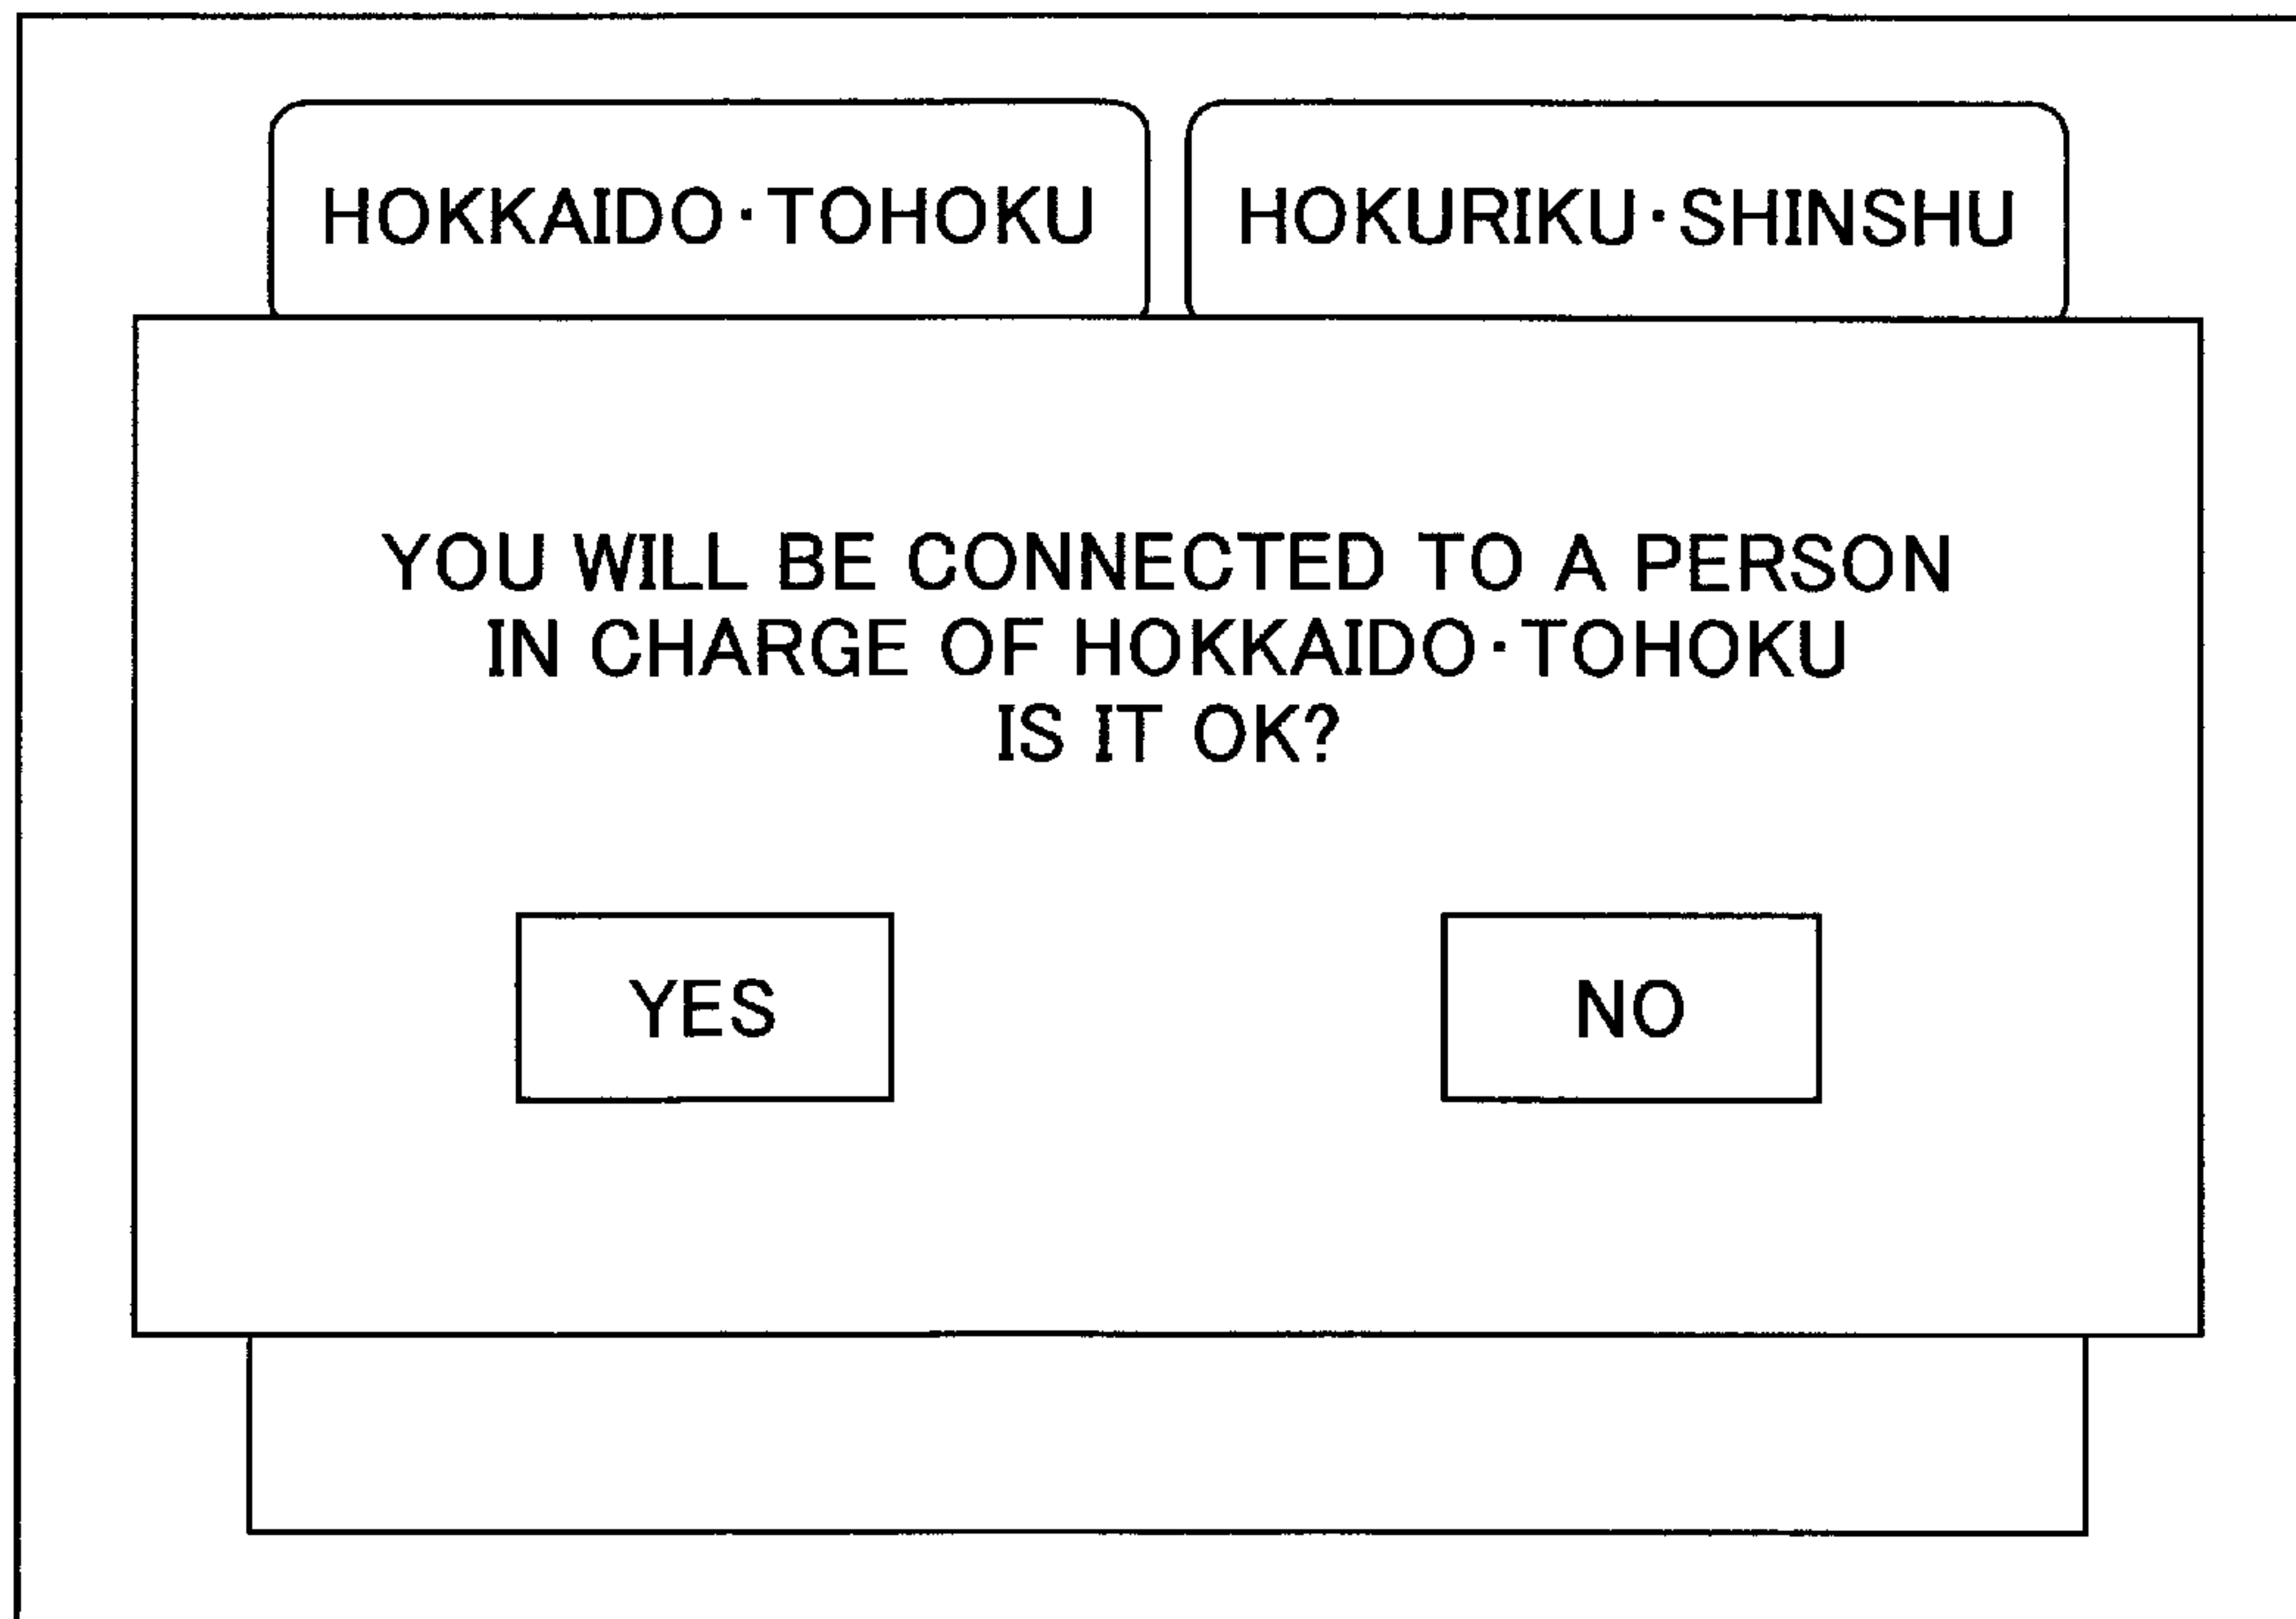 HOKKAIDO・TOHOKU HOKURIKU・SHINSHU
YOU WILL BE CONNECTED TO A PERSON
IN CHARGE OF HOKKAIDO・TOHOKU
IS IT OK?
YES NO